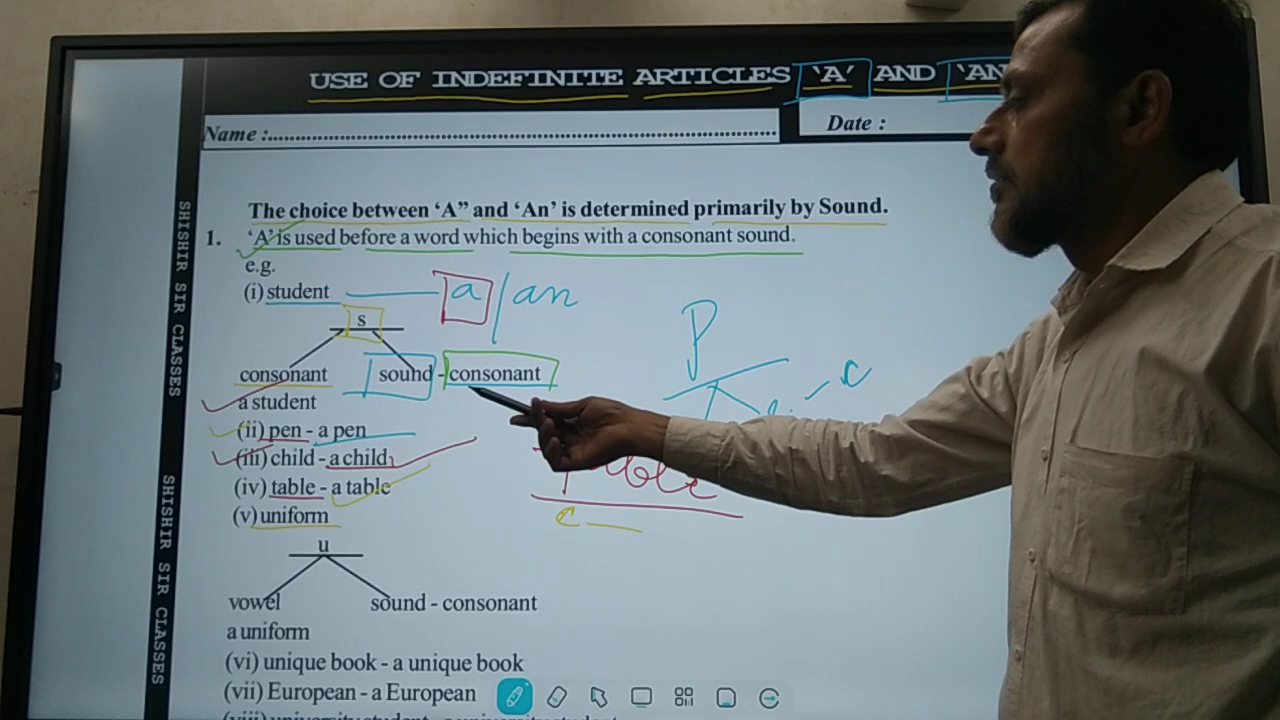 USE OF INDEFINITE ARTICLES 'A' AND 'AN
Name :
Date :
The choice between 'A" and 'An' is determined primarily by Sound.
1. 'A' is used before a word which begins with a consonant sound.
e.g.
(i) student a/an
s
consonant sound - consonant
a student
(ii) pen - a pen
(iii) child - a child
(iv) table - a table
(v) uniform
u
vowel sound - consonant
a uniform
(vi) unique book - a unique book
(vii) European - a European
P
c
c
SHISHIR SIR CLASSES
SHISHIR SIR CLASSES